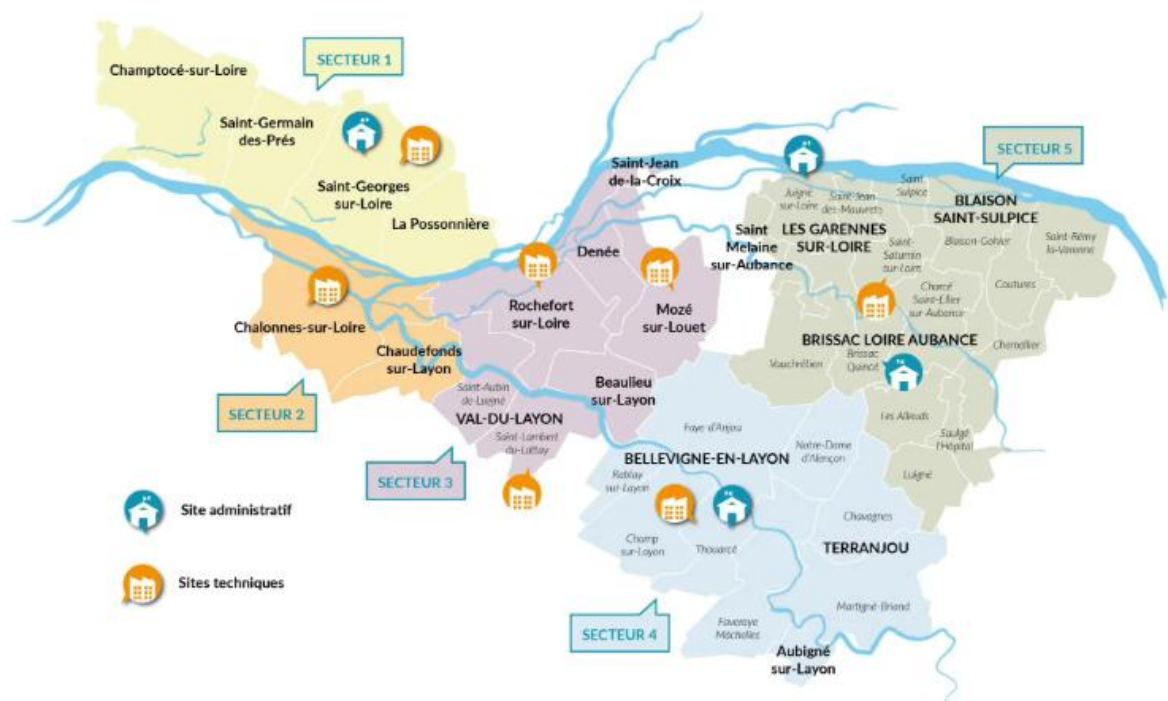 SECTEUR 1
Champtocé-sur-Loire
Saint-Germain
des-Prés
Saint-Georges
sur-Loire
La Possonnière
Saint-Jean
de-la-Croix
SECTEUR 5
Juigné
sur-Loire
Saint-Jean
des-Mauvrets
Saint
Sulpice
BLAISON
SAINT-SULPICE
LES GARENNES
SUR-LOIRE
Saint
Melaine
sur-Aubance
Blaison-Gohier
Saint-Rémy
la-Varenne
Saint-
Saturnin
sur-Loire
Denée
Charcé
Saint-Ellier
sur-Aubance
Coutures
Rochefort
sur-Loire
Mozé
sur-Louet
Chalonnes-sur-Loire
Chaudefonds
sur-Layon
BRISSAC LOIRE AUBANCE
Chemellier
Vauchrétien
Brissac
Quincé
Beaulieu
sur-Layon
Saint-Aubin
de-Luigné
SECTEUR 2
VAL-DU-LAYON
Saint-Lambert
du-Lattay
Les Alleuds
Saulgé
l'Hôpital
Faye-d'Anjou
Notre-Dame
d'Alençon
BELLEVIGNE-EN-LAYON
SECTEUR 3
Rablay
sur-Layon
Luigné
Site administratif
Chavagnes
Champ
sur-Layon
Thouarcé
TERRANJOU
Sites techniques
Martigné-Briand
SECTEUR 4
Faveraye
Mâchelles
Aubigné
sur-Layon